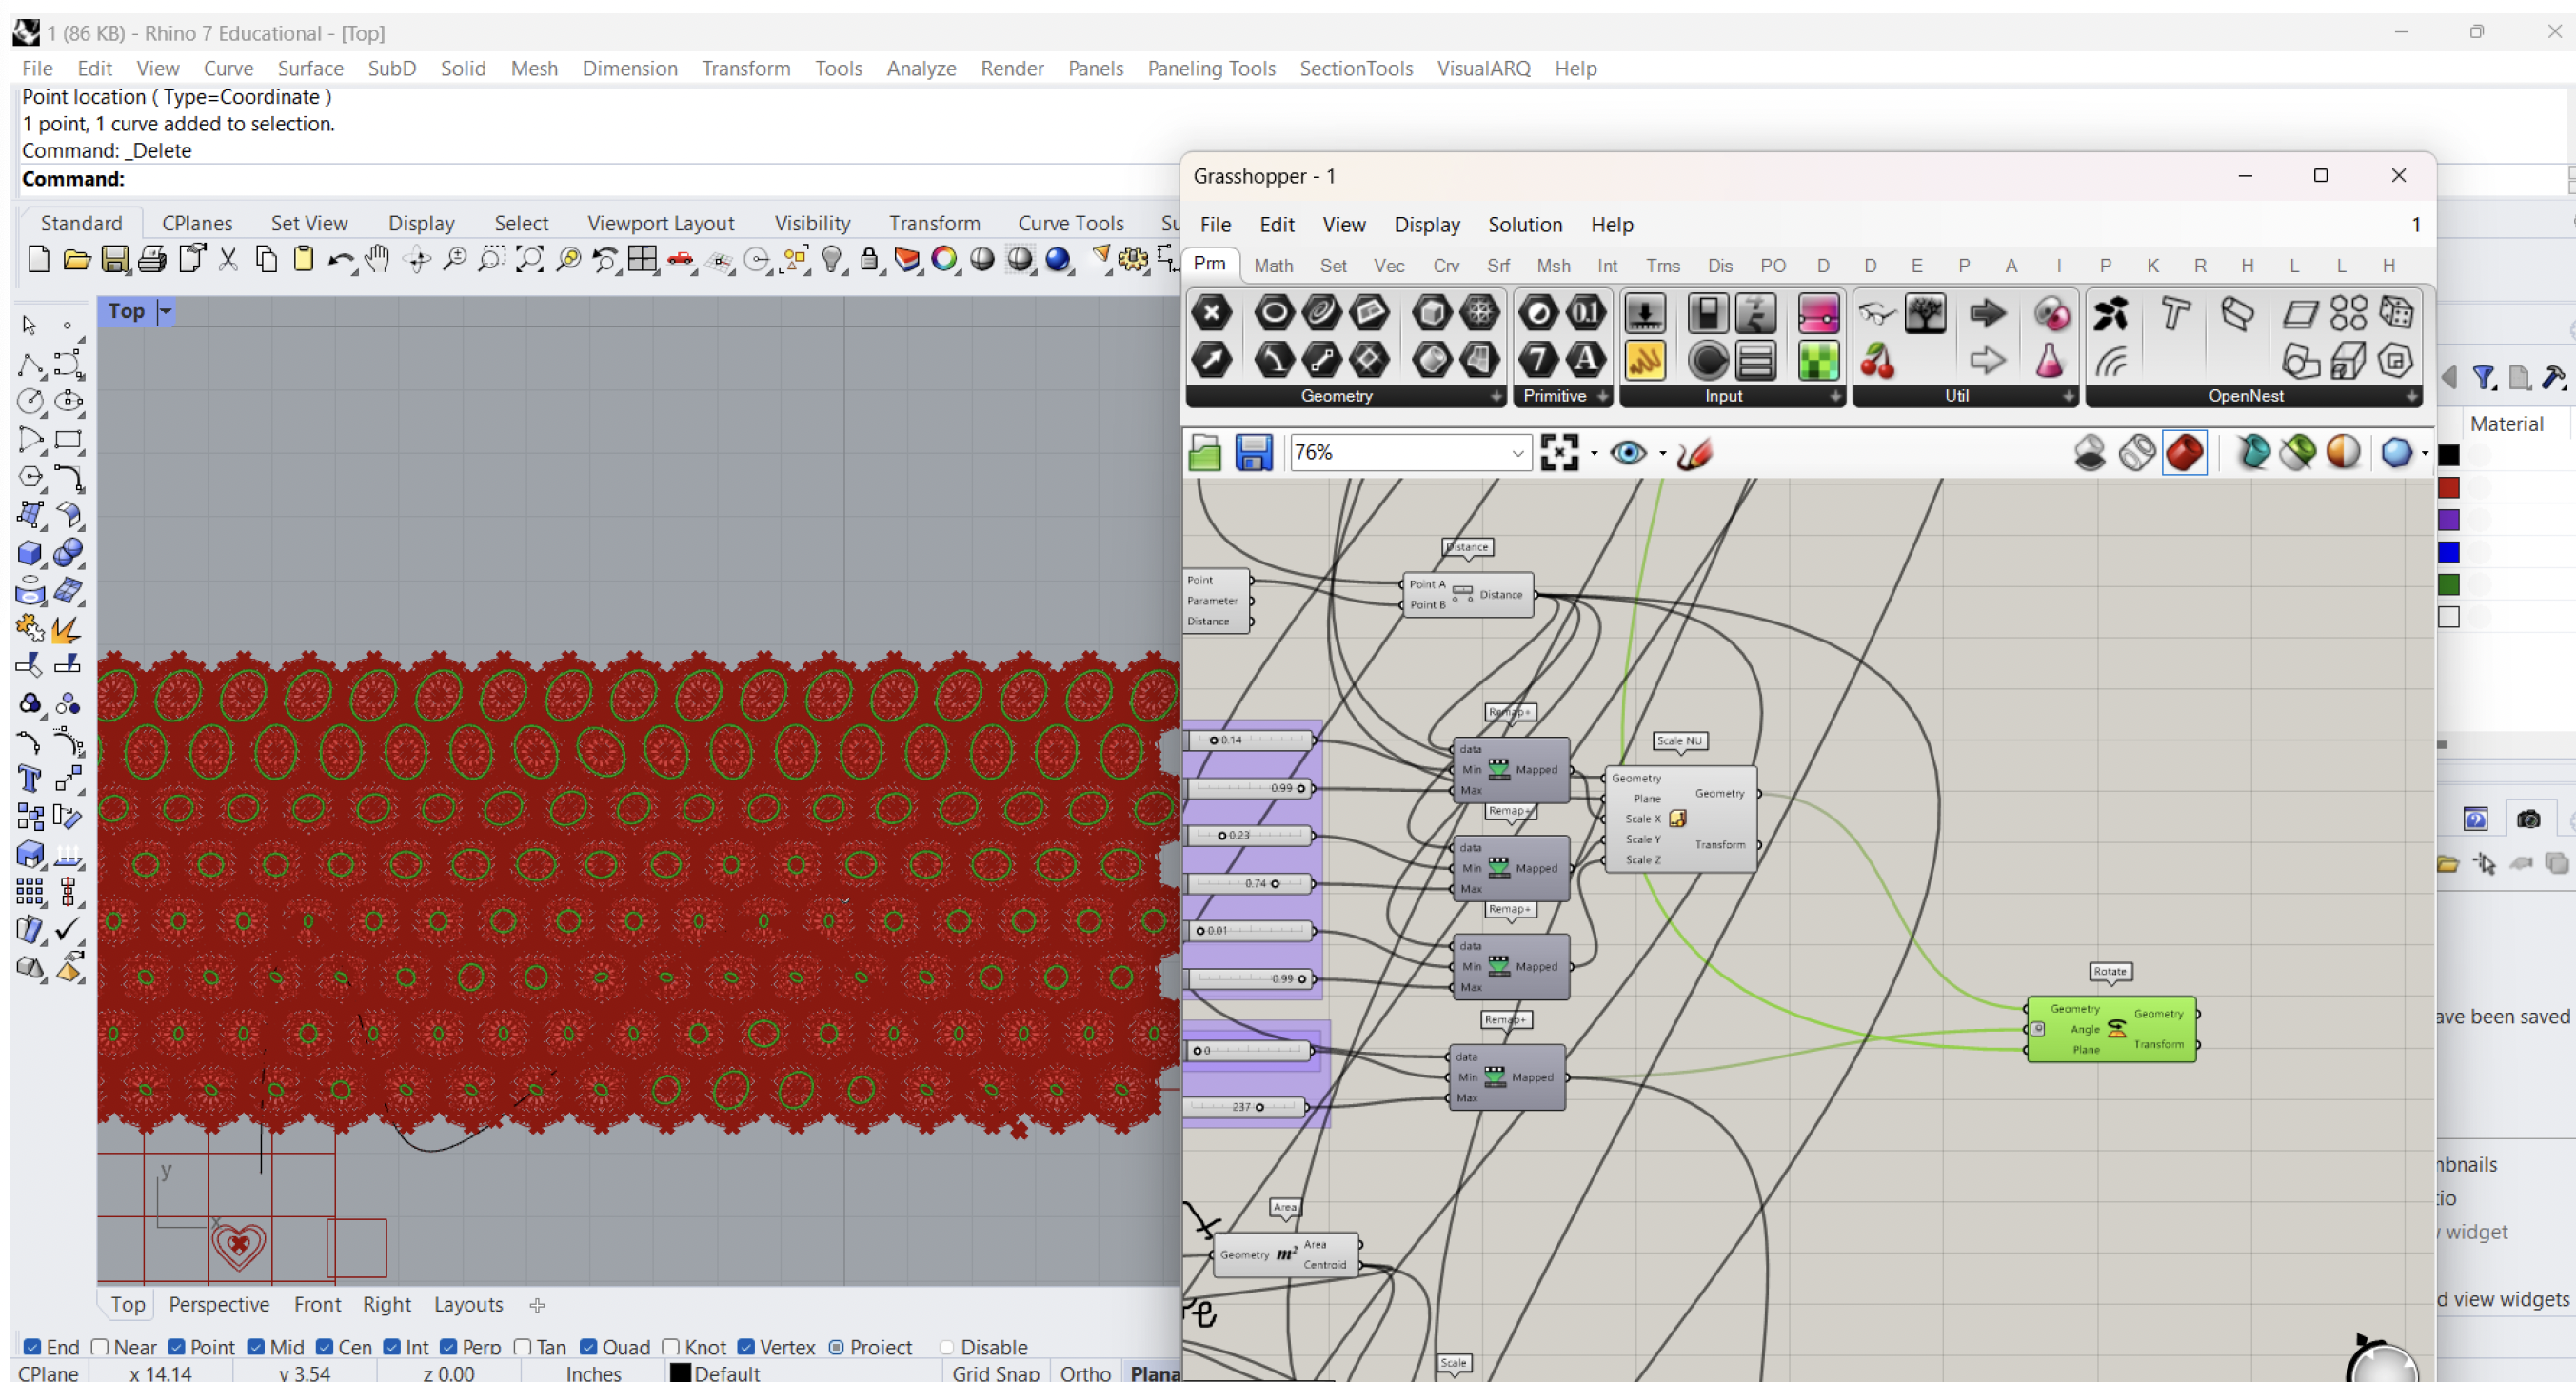 1 (86 KB) - Rhino 7 Educational - [Top]
File Edit View Curve Surface SubD Solid Mesh Dimension Transform Tools Analyze Render Panels Paneling Tools SectionTools VisualARQ Help
Point location ( Type=Coordinate )
1 point, 1 curve added to selection.
Command: _Delete
Command:
Standard CPlanes Set View Display Select Viewport Layout Visibility Transform Curve Tools Su
Top
Grasshopper - 1
File Edit View Display Solution Help 1
Prm Math Set Vec Crv Srf Msh Int Trns Dis PO D D E P A I P K R H L L H
Geometry Primitive Input Util OpenNest
76%
Material
Distance
Point
Parameter
Distance
Point A
Point B
Distance
Remap+
0.14
0.99
data
Min
Max
Mapped
Scale NU
Geometry
Plane
Scale X
Scale Y
Scale Z
Geometry
Transform
Remap+
0.23
0.74
data
Min
Max
Mapped
Remap+
0.01
0.99
data
Min
Max
Mapped
Rotate
Geometry
Angle
Plane
Geometry
Transform
Remap+
0
237
data
Min
Max
Mapped
Area
Geometry m²
Area
Centroid
Scale
ave been saved
nbnails
tio
widget
d view widgets
y
x
Top Perspective Front Right Layouts
End Near Point Mid Cen Int Perp Tan Quad Knot Vertex Project Disable
CPlane x 14.14 y 3.54 z 0.00 Inches Default Grid Snap Ortho Plana